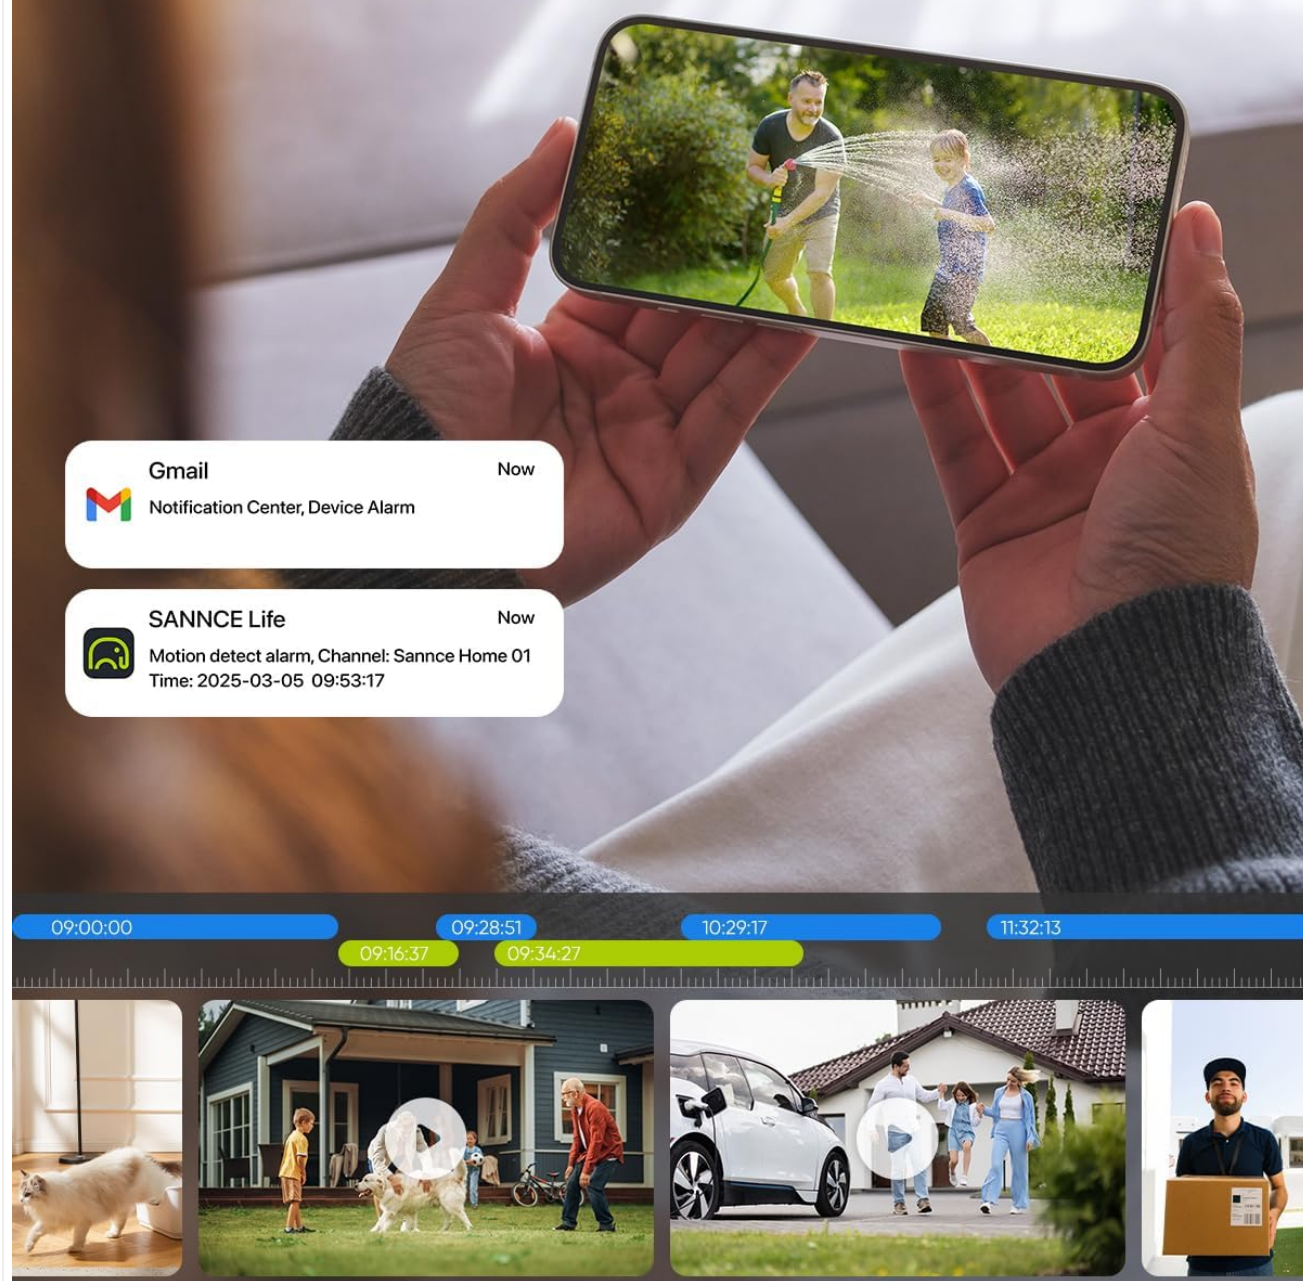 Gmail
Now
Notification Center, Device Alarm
SANNCE Life
Now
Motion detect alarm, Channel: Sannce Home 01
Time: 2025-03-05 09:53:17
09:00:00
09:28:51
10:29:17
11:32:13
09:16:37
09:34:27